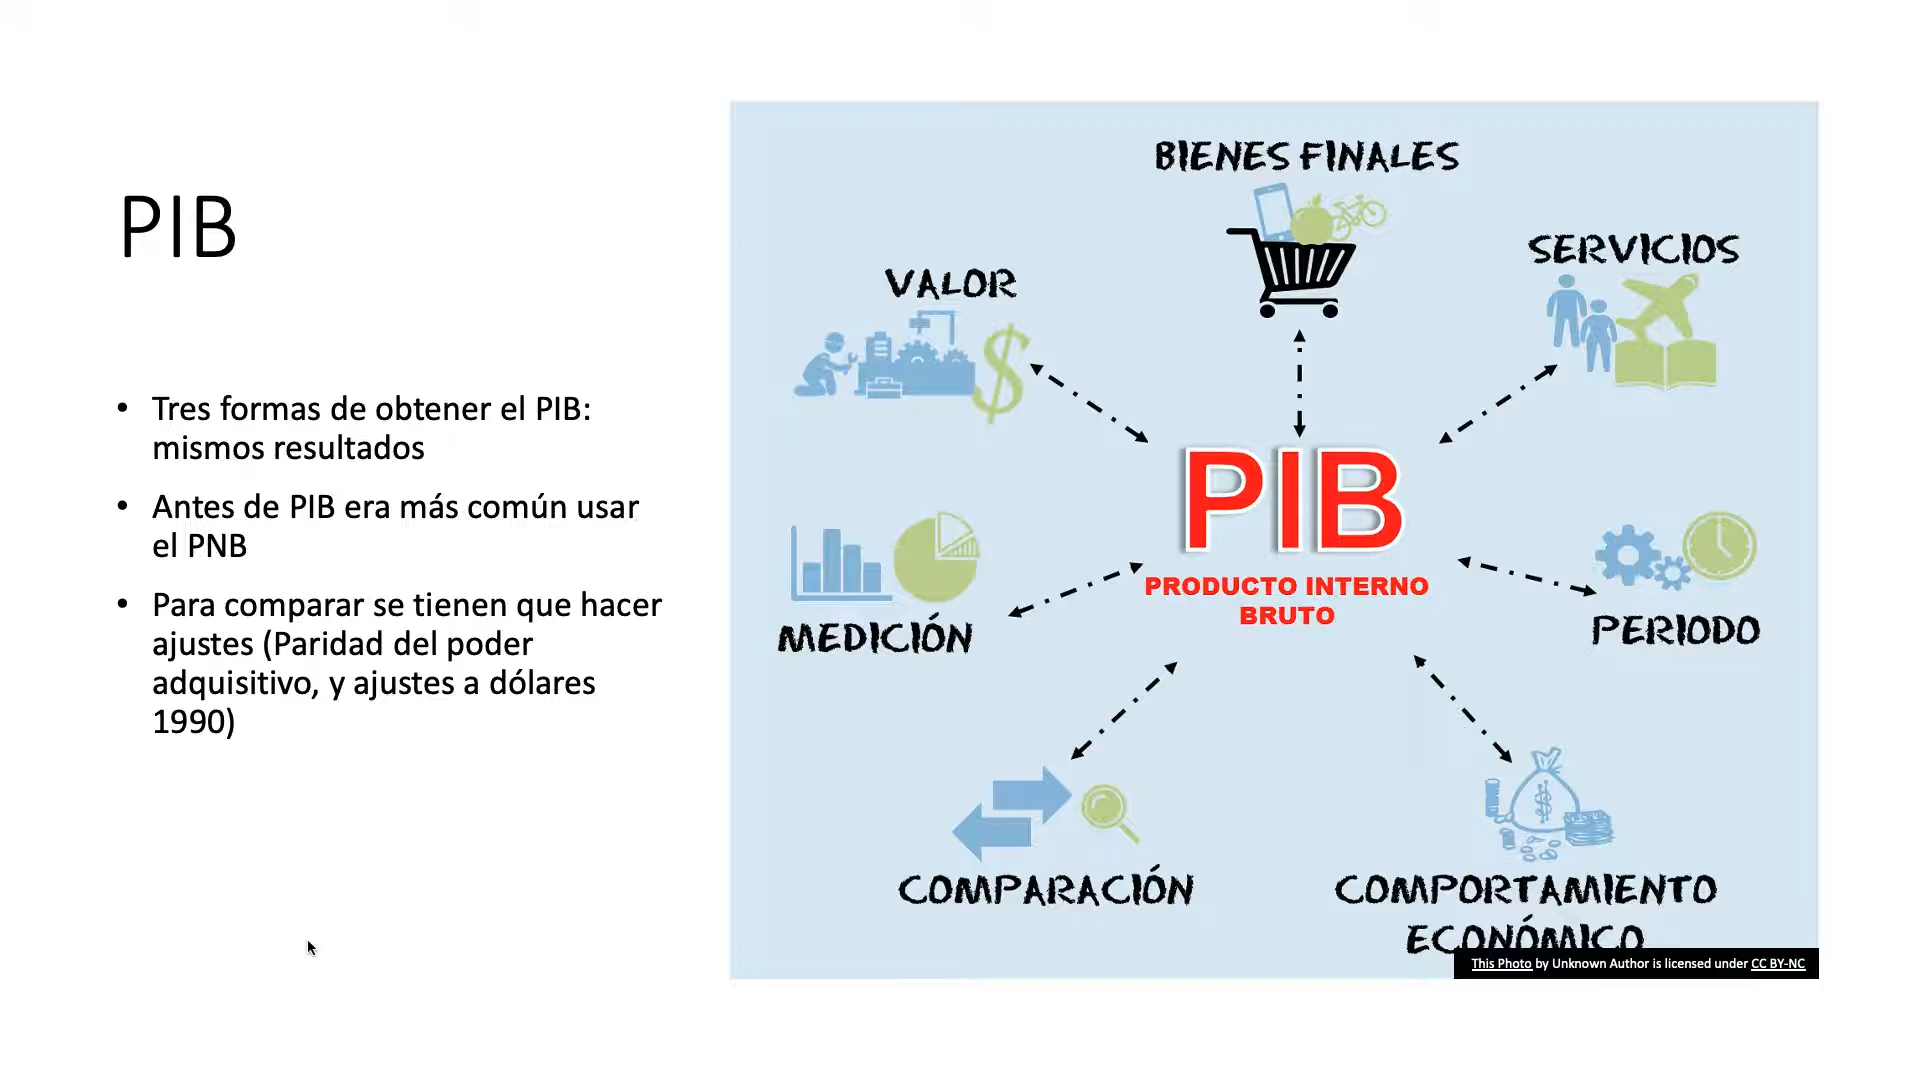 PIB
• Tres formas de obtener el PIB:
mismos resultados
• Antes de PIB era más común usar
el PNB
• Para comparar se tienen que hacer
ajustes (Paridad del poder
adquisitivo, y ajustes a dólares
1990)
BIENES FINALES
SERVICIOS
VALOR
PIB
PRODUCTO INTERNO
BRUTO
MEDICIÓN
PERIODO
COMPARACIÓN
COMPORTAMIENTO
ECONÓMICO
This Photo by Unknown Author is licensed under CC BY-NC